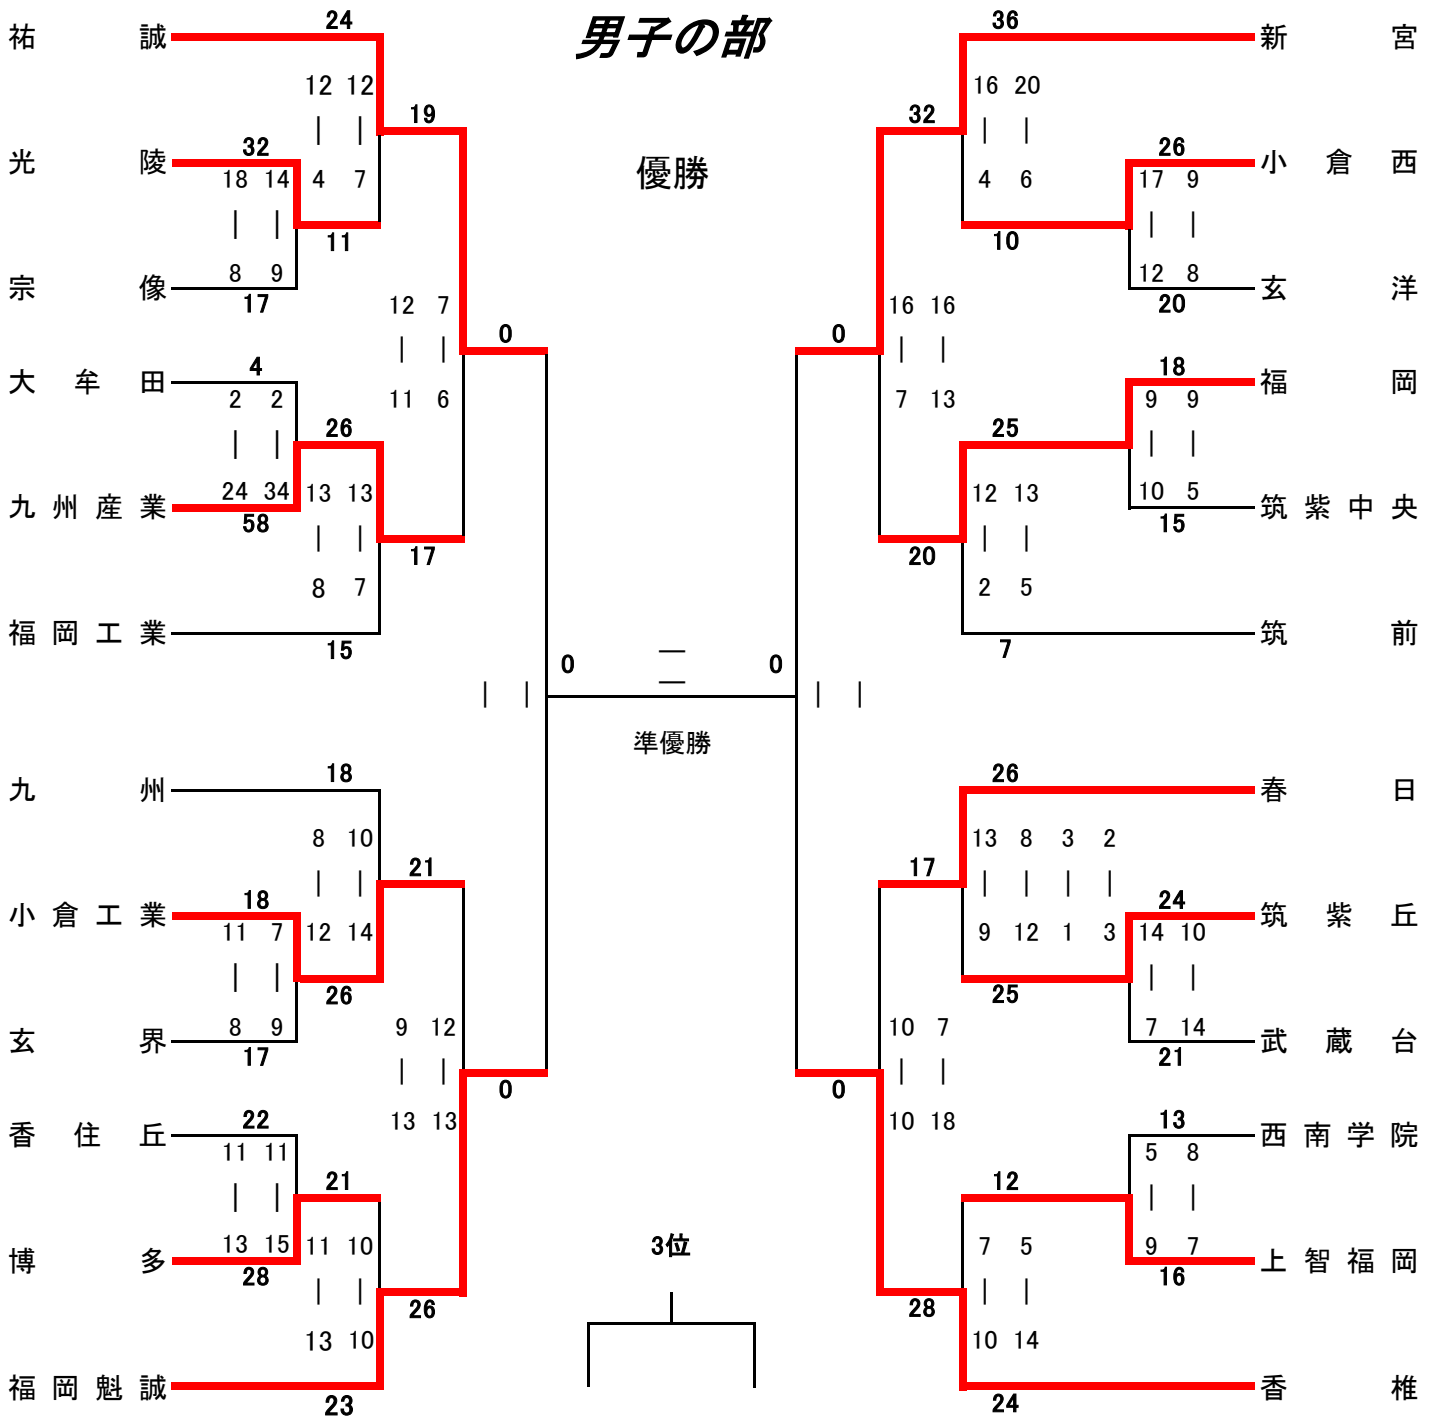 男子の部
24 36
祐誠 新宮
12 12 16 20
19 32
32 26
光陵 優勝 小倉西
18 14 4 7 4 6 17 9
11 10
8 9 12 8
宗像 玄洋
17 20
12 7 16 16
0 0
4 18
大牟田 福岡
2 2 11 6 7 13 9 9
26 25
24 34 13 13 12 13 10 5
九州産業 筑紫中央
58 15
17 20
8 7 2 5
福岡工業 筑前
15 7
0 ― 0
| | ― | |
準優勝
18 26
九州 春日
8 10 13 8 3 2
21 17
18 24
小倉工業 筑紫丘
11 7 12 14 9 12 1 3 14 10
26 25
8 9 9 12 10 7 7 14
玄界 武蔵台
17 21
0 0
22 13
香住丘 10 18 西南学院
11 11 13 13 5 8
21 12
13 15 11 10 3位 7 5 9 7
博多 上智福岡
28 16
26 28
13 10 10 14
福岡魁誠 香椎
23 24